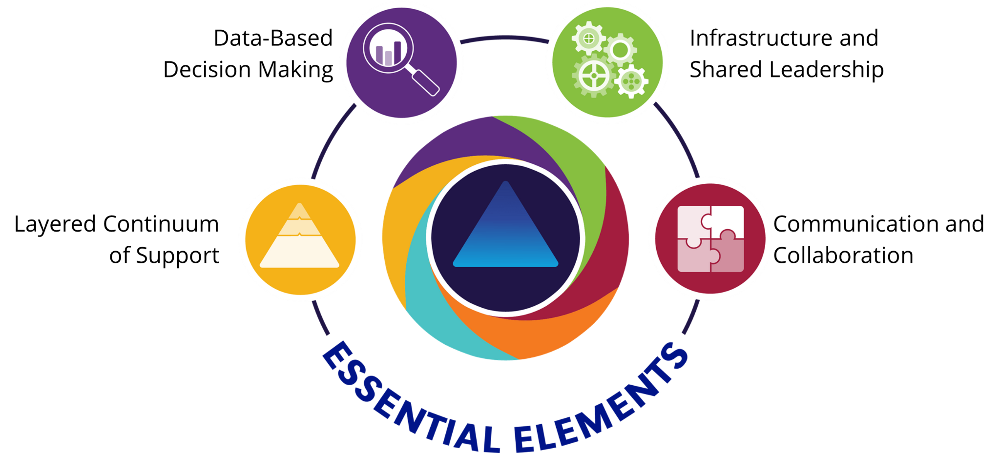 Data-Based
Decision Making
Infrastructure and
Shared Leadership
Layered Continuum
of Support
Communication and
Collaboration
ESSENTIAL ELEMENTS